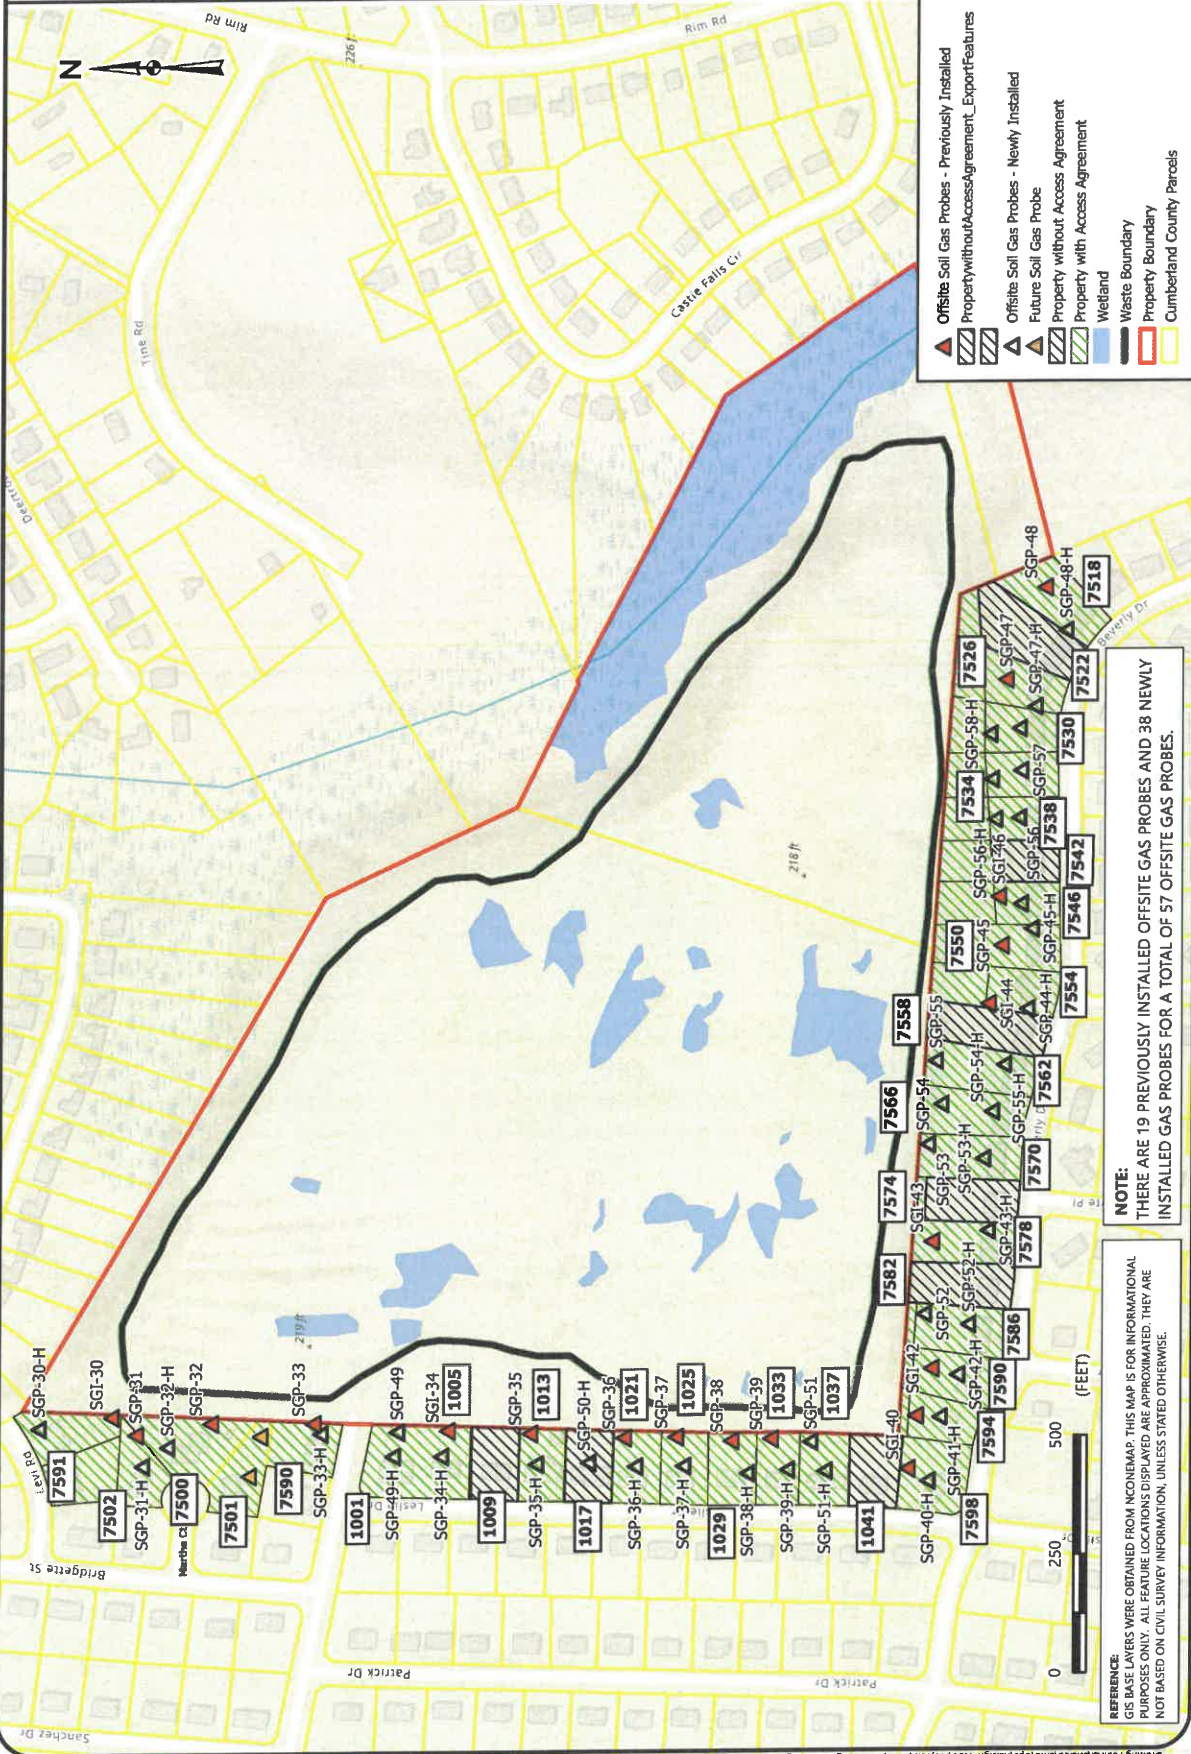 N
Rim Rd
Rim Rd
226 ft
Tine Rd
Castle Falls Cir
Offsite Soil Gas Probes - Previously Installed
PropertywithoutAccessAgreement_ExportFeatures
Offsite Soil Gas Probes - Newly Installed
Future Soil Gas Probe
Property without Access Agreement
Property with Access Agreement
Wetland
Waste Boundary
Property Boundary
Cumberland County Parcels
218 ft
219 ft
Levi Rd
Bridgette St
Patrick Dr
Patrick Dr
Sanchez Dr
Beverly Dr
SGP-30-H
7591
SGI-30
7502
SGP-31
SGP-31-H
SGP-32-H
7500
SGP-32
7501
7590
SGP-33
SGP-33-H
1001
SGP-49
SGP-49-H
SGI-34
1005
SGP-34-H
1009
SGP-35
1013
SGP-35-H
SGP-50-H
1017
SGP-36
1021
SGP-36-H
SGP-37
1025
SGP-37-H
SGP-38
1029
SGP-38-H
SGP-39
1033
SGP-39-H
SGP-51
1037
SGP-51-H
1041
SGI-40
SGP-40-H
7598
SGP-41-H
7594
SGI-42
SGP-42-H
7590
7586
SGP-52
SGP-52-H
7582
7578
SGI-43
SGP-43-H
7574
SGP-53
SGP-53-H
7570
7566
SGP-54
SGP-54-H
SGP-55-H
7562
7558
SGP-55
SGI-44
SGP-44-H
7554
7550
SGP-45
SGP-45-H
7546
SGI-46
SGP-56-H
SGP-56
7542
7538
7534
SGP-57
SGP-58-H
7530
7526
SGP-47
SGP-47-H
7522
SGP-48
SGP-48-H
7518
0
250
500
(FEET)
REFERENCE:
GIS BASE LAYERS WERE OBTAINED FROM NCONEMAP. THIS MAP IS FOR INFORMATIONAL
PURPOSES ONLY. ALL FEATURE LOCATIONS DISPLAYED ARE APPROXIMATED. THEY ARE
NOT BASED ON CIVIL SURVEY INFORMATION, UNLESS STATED OTHERWISE.
NOTE:
THERE ARE 19 PREVIOUSLY INSTALLED OFFSITE GAS PROBES AND 38 NEWLY
INSTALLED GAS PROBES FOR A TOTAL OF 57 OFFSITE GAS PROBES.